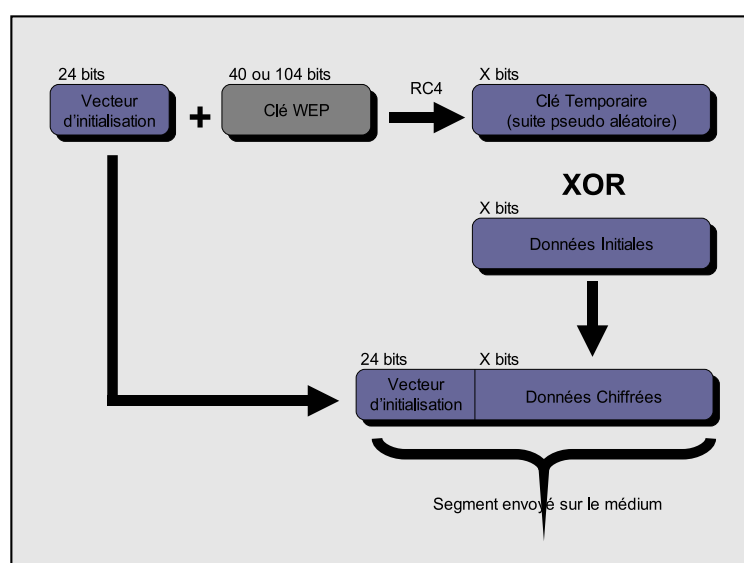 24 bits
Vecteur
d'initialisation
+
40 ou 104 bits
Clé WEP
RC4
X bits
Clé Temporaire
(suite pseudo aléatoire)
XOR
X bits
Données Initiales
24 bits
Vecteur
d'initialisation
X bits
Données Chiffrées
Segment envoyé sur le médium